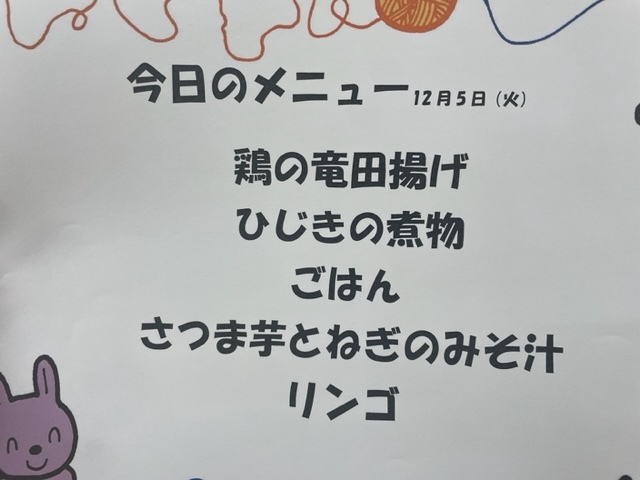 今日のメニュー12月5日（火）
鶏の竜田揚げ
ひじきの煮物
ごはん
さつま芋とねぎのみそ汁
リンゴ